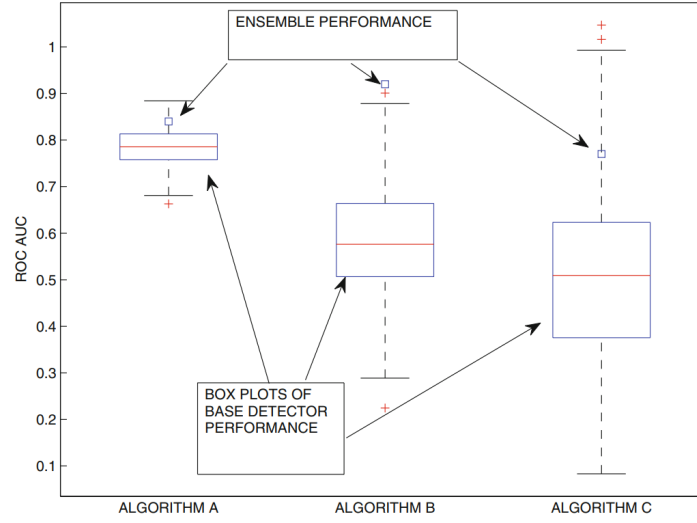 ENSEMBLE PERFORMANCE
1
0.9
0.8
0.7
0.6
0.5
0.4
0.3
0.2
0.1
ROC AUC
BOX PLOTS OF
BASE DETECTOR
PERFORMANCE
ALGORITHM A
ALGORITHM B
ALGORITHM C